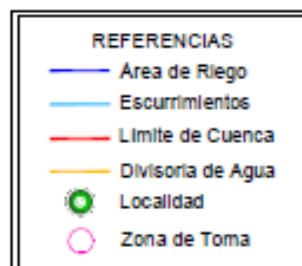 REFERENCIAS
Área de Riego
Escurrimientos
Límite de Cuenca
Divisoria de Agua
Localidad
Zona de Toma